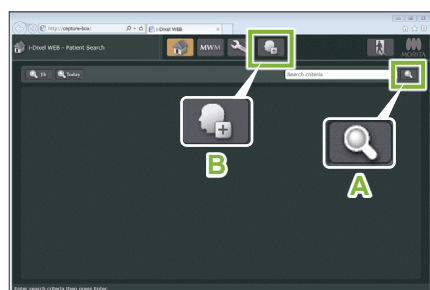 http://capture-box/
i-Dixel WEB
i-Dixel WEB - Patient Search
MWM
MORITA
1h
Today
Search criteria
B
A
Enter search criteria then press Enter.